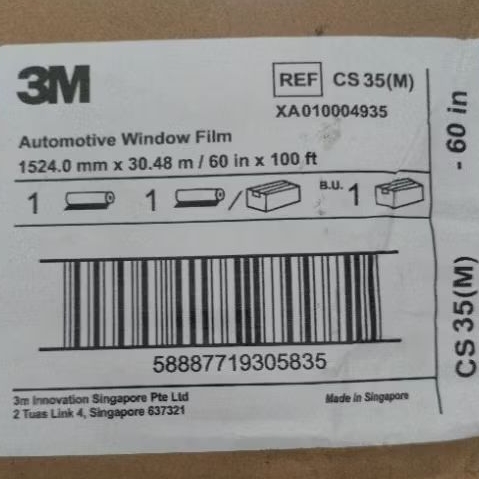 3M
REF CS 35(M)
XA010004935
Automotive Window Film
1524.0 mm x 30.48 m / 60 in x 100 ft
1 1 / B.U. 1
58887719305835
3m Innovation Singapore Pte Ltd
2 Tuas Link 4, Singapore 637321
Made in Singapore
CS 35(M) - 60 in